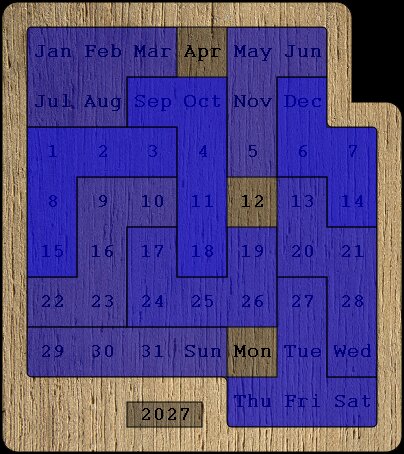 Jan Feb Mar Apr May Jun
Jul Aug Sep Oct Nov Dec
1 2 3 4 5 6 7
8 9 10 11 12 13 14
15 16 17 18 19 20 21
22 23 24 25 26 27 28
29 30 31 Sun Mon Tue Wed
Thu Fri Sat
2027